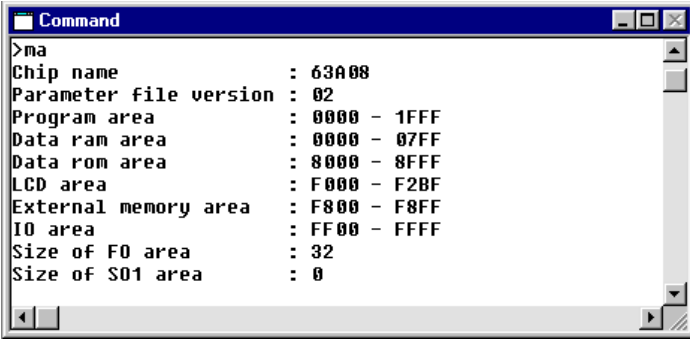 Command
>ma
Chip name : 63A08
Parameter file version : 02
Program area : 0000 - 1FFF
Data ram area : 0000 - 07FF
Data rom area : 8000 - 8FFF
LCD area : F000 - F2BF
External memory area : F800 - F8FF
IO area : FF00 - FFFF
Size of FO area : 32
Size of SO1 area : 0